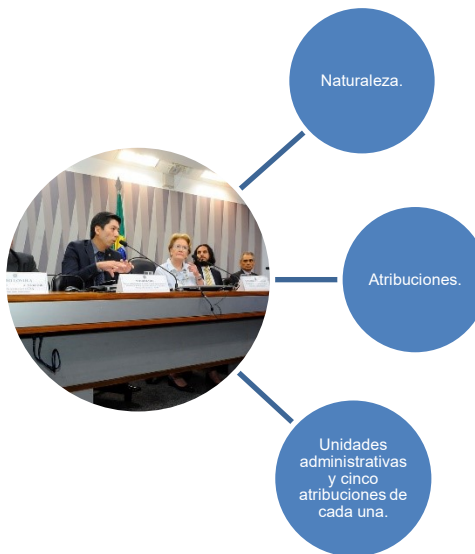 Naturaleza.
Atribuciones.
Unidades
administrativas
y cinco
atribuciones de
cada una.